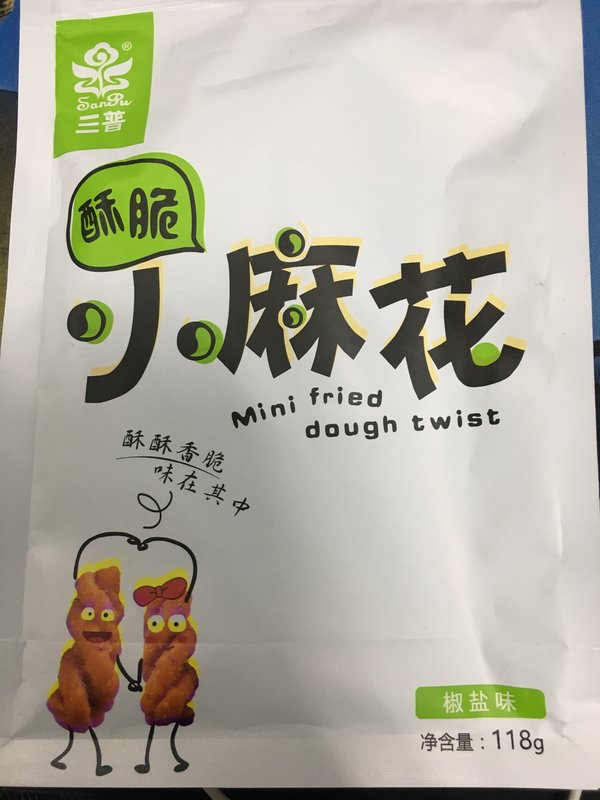 ®
SanPu
三普
酥脆
小麻花
Mini fried
dough twist
酥酥香脆
味在其中
椒盐味
净含量：118g